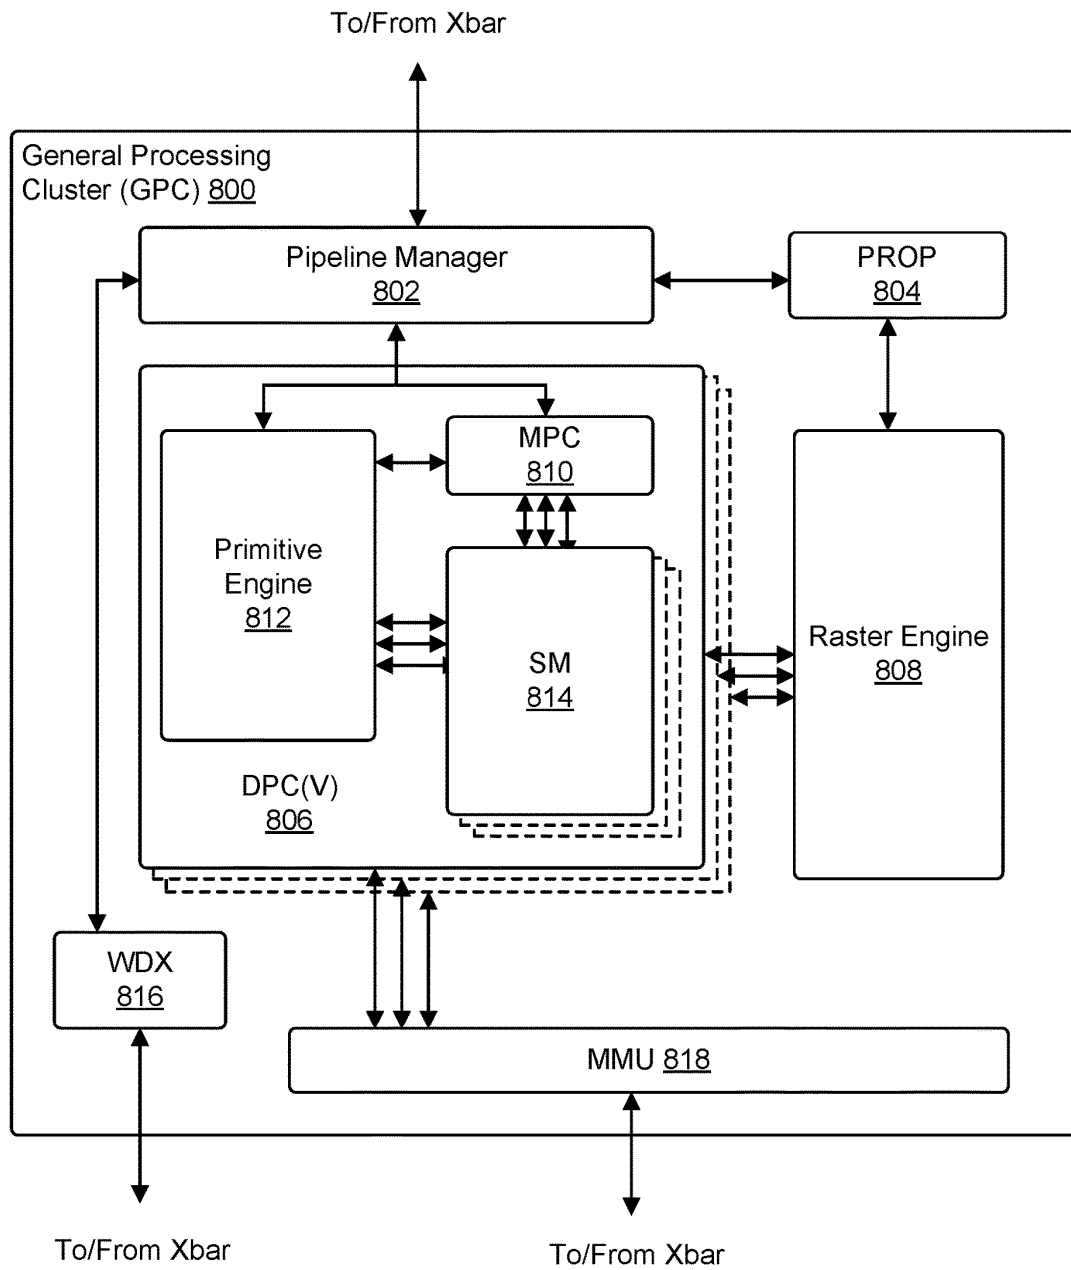 To/From Xbar
General Processing
Cluster (GPC) 800
Pipeline Manager
802
PROP
804
MPC
810
Primitive
Engine
812
SM
814
Raster Engine
808
DPC(V)
806
WDX
816
MMU 818
To/From Xbar
To/From Xbar